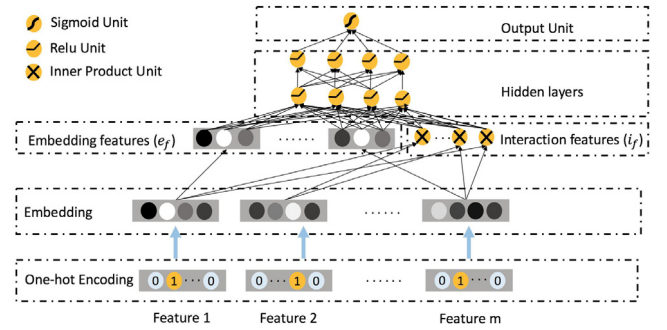 Sigmoid Unit
Relu Unit
Inner Product Unit
Output Unit
Hidden layers
Embedding features (e_f)
Interaction features (i_f)
Embedding
One-hot Encoding
0 1 ··· 0
0 ·· 1 0
0 1 ··· 0
Feature 1
Feature 2
Feature m